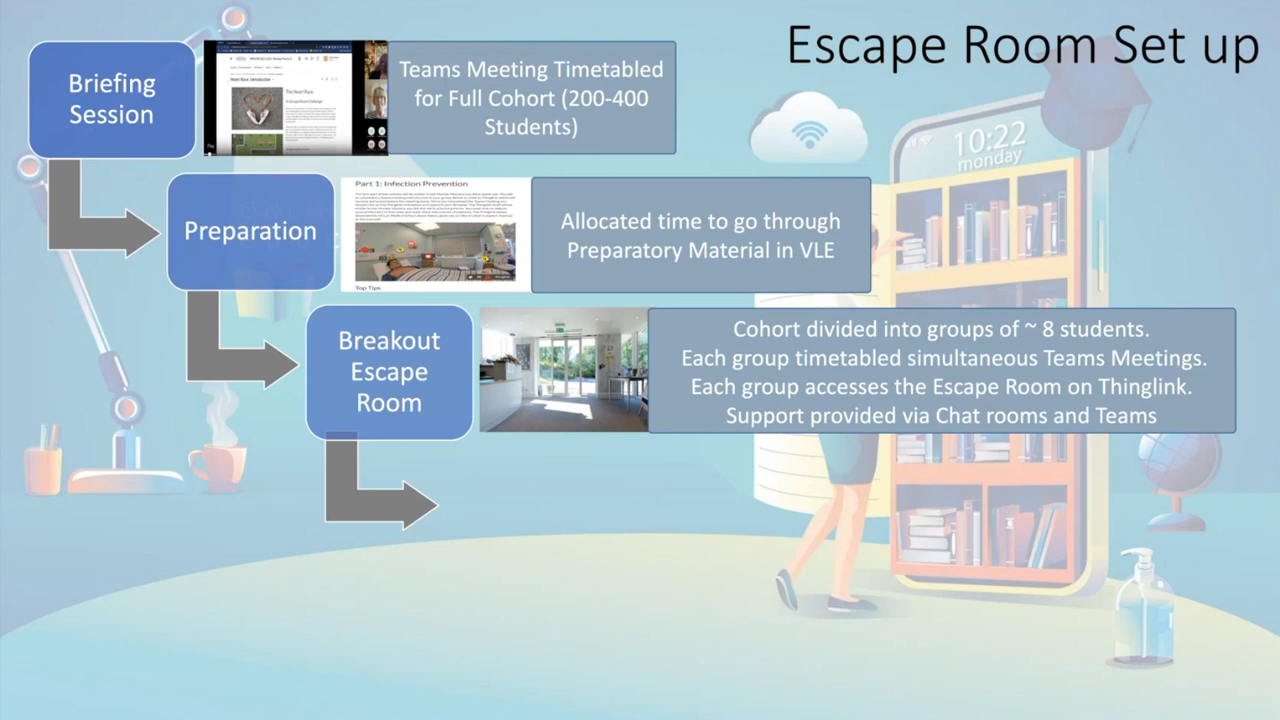 Escape Room Set up
Briefing
Session
Teams Meeting Timetabled
for Full Cohort (200-400
Students)
Preparation
Part 1: Infection Prevention
Top Tips
Allocated time to go through
Preparatory Material in VLE
Breakout
Escape
Room
Cohort divided into groups of ~ 8 students.
Each group timetabled simultaneous Teams Meetings.
Each group accesses the Escape Room on Thinglink.
Support provided via Chat rooms and Teams
10:22
monday